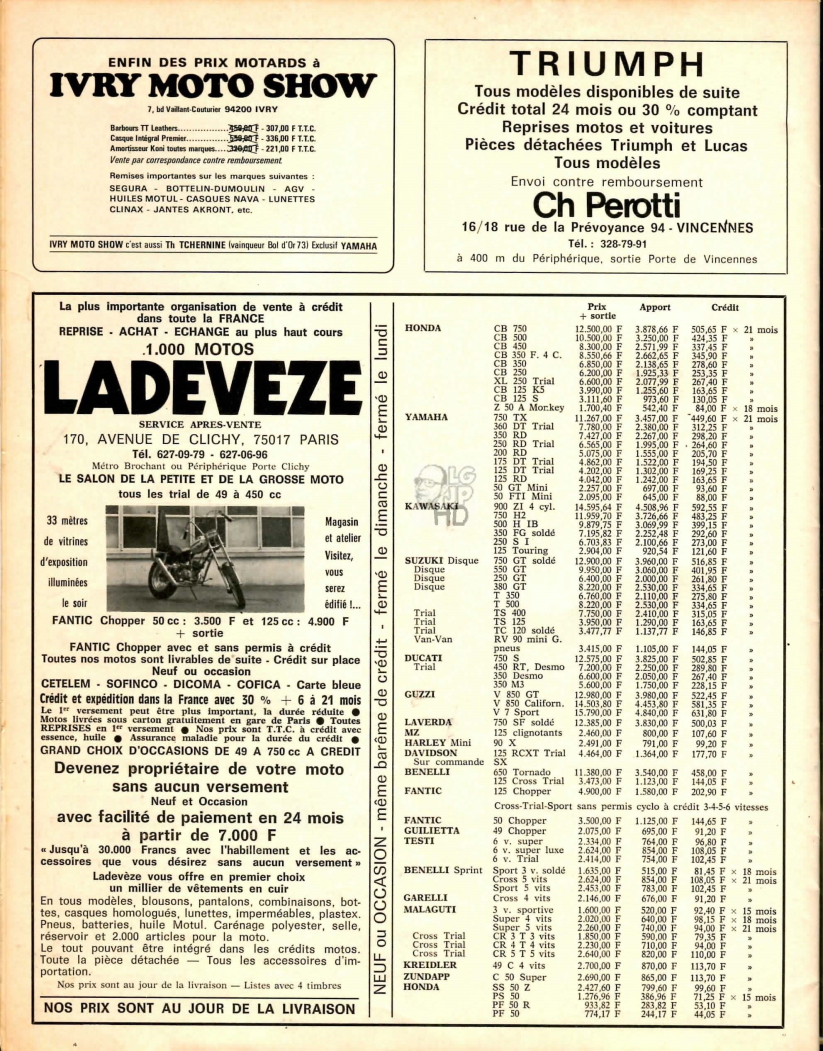 ENFIN DES PRIX MOTARDS à
IVRY MOTO SHOW
7, bd Vaillant-Couturier 94200 IVRY
Barbours TT Leathers - 307,00 F T.T.C.
Casque Intégral Premier - 336,00 F T.T.C.
Amortisseur Koni toutes marques - 221,00 F T.T.C.
Vente par correspondance contre remboursement
Remises importantes sur les marques suivantes :
SEGURA - BOTTELIN-DUMOULIN - AGV -
HUILES MOTUL - CASQUES NAVA - LUNETTES
CLINAX - JANTES AKRONT, etc.
IVRY MOTO SHOW c'est aussi Th TCHERNINE (vainqueur Bol d'Or 73) Exclusif YAMAHA
TRIUMPH
Tous modèles disponibles de suite
Crédit total 24 mois ou 30 % comptant
Reprises motos et voitures
Pièces détachées Triumph et Lucas
Tous modèles
Envoi contre remboursement
Ch Perotti
16/18 rue de la Prévoyance 94 - VINCENNES
Tél. : 328-79-91
à 400 m du Périphérique, sortie Porte de Vincennes
La plus importante organisation de vente à crédit
dans toute la FRANCE
REPRISE - ACHAT - ECHANGE au plus haut cours
1.000 MOTOS
LADEVEZE
SERVICE APRES-VENTE
170, AVENUE DE CLICHY, 75017 PARIS
Tél. 627-09-79 - 627-06-96
Métro Brochant ou Périphérique Porte Clichy
LE SALON DE LA PETITE ET DE LA GROSSE MOTO
tous les trial de 49 à 450 cc
33 mètres
de vitrines
d'exposition
illuminées
le soir
Magasin
et atelier
Visitez,
vous
serez
édifié !...
FANTIC Chopper 50 cc : 3.500 F et 125 cc : 4.900 F
+ sortie
FANTIC Chopper avec et sans permis à crédit
Toutes nos motos sont livrables de suite - Crédit sur place
Neuf ou occasion
CETELEM - SOFINCO - DICOMA - COFICA - Carte bleue
Crédit et expédition dans la France avec 30 % + 6 à 21 mois
Le 1er versement peut être plus important, la durée réduite ●
Motos livrées sous carton gratuitement en gare de Paris ● Toutes
REPRISES en 1er versement ● Nos prix sont T.T.C. à crédit avec
essence, huile ● Assurance maladie pour la durée du crédit ●
GRAND CHOIX D'OCCASIONS DE 49 A 750 cc A CREDIT
Devenez propriétaire de votre moto
sans aucun versement
Neuf et Occasion
avec facilité de paiement en 24 mois
à partir de 7.000 F
« Jusqu'à 30.000 Francs avec l'habillement et les ac-
cessoires que vous désirez sans aucun versement »
Ladevèze vous offre en premier choix
un millier de vêtements en cuir
En tous modèles, blousons, pantalons, combinaisons, bot-
tes, casques homologués, lunettes, imperméables, plastex.
Pneus, batteries, huile Motul. Carénage polyester, selle,
réservoir et 2.000 articles pour la moto.
Le tout pouvant être intégré dans les crédits motos.
Toute la pièce détachée — Tous les accessoires d'im-
portation.
Nos prix sont au jour de la livraison — Listes avec 4 timbres
NOS PRIX SONT AU JOUR DE LA LIVRAISON
NEUF ou OCCASION - même barême de crédit - fermé le dimanche - fermé le lundi
Prix Apport Crédit
+ sortie
HONDA CB 750 12.500,00 F 3.878,66 F 505,65 F × 21 mois
CB 500 10.500,00 F 3.250,00 F 424,35 F »
CB 450 8.300,00 F 2.571,99 F 337,45 F »
CB 350 F. 4 C. 8.550,66 F 2.662,65 F 345,90 F »
CB 350 6.850,00 F 2.138,65 F 278,60 F »
CB 250 6.200,00 F 1.925,33 F 253,35 F »
XL 250 Trial 6.600,00 F 2.077,99 F 267,40 F »
CB 125 K5 3.990,00 F 1.255,60 F 163,65 F »
CB 125 S 3.111,60 F 973,60 F 130,05 F »
Z 50 A Monkey 1.700,40 F 542,40 F 84,00 F × 18 mois
YAMAHA 750 TX 11.267,00 F 3.457,00 F 449,60 F × 21 mois
360 DT Trial 7.780,00 F 2.380,00 F 312,25 F »
350 RD 7.427,00 F 2.267,00 F 298,20 F »
250 RD Trial 6.565,00 F 1.995,00 F 264,60 F »
200 RD 5.075,00 F 1.555,00 F 205,70 F »
175 DT Trial 4.862,00 F 1.522,00 F 194,50 F »
125 DT Trial 4.202,00 F 1.302,00 F 169,25 F »
125 RD 4.042,00 F 1.242,00 F 163,65 F »
50 GT Mini 2.257,00 F 697,00 F 93,60 F »
50 FTI Mini 2.095,00 F 645,00 F 88,00 F »
KAWASAKI 900 ZI 4 cyl. 14.595,64 F 4.508,96 F 592,55 F »
750 H2 11.959,70 F 3.726,66 F 483,25 F »
500 H IB 9.879,75 F 3.069,99 F 399,15 F »
350 FG soldé 7.195,82 F 2.252,48 F 292,60 F »
250 S I 6.703,83 F 2.100,66 F 273,00 F »
125 Touring 2.904,00 F 920,54 F 121,60 F »
SUZUKI Disque 750 GT soldé 12.900,00 F 3.960,00 F 516,85 F »
Disque 550 GT 9.950,00 F 3.060,00 F 401,95 F »
Disque 250 GT 6.400,00 F 2.000,00 F 261,80 F »
Disque 380 GT 8.220,00 F 2.530,00 F 334,65 F »
T 350 6.760,00 F 2.110,00 F 275,80 F »
T 500 8.220,00 F 2.530,00 F 334,65 F »
Trial TS 400 7.750,00 F 2.410,00 F 315,05 F »
Trial TS 125 3.950,00 F 1.290,00 F 163,65 F »
Trial TC 120 soldé 3.477,77 F 1.137,77 F 146,85 F »
Van-Van RV 90 mini G.
pneus 3.415,00 F 1.105,00 F 144,05 F »
DUCATI 750 S 12.575,00 F 3.825,00 F 502,85 F »
Trial 450 RT, Desmo 7.200,00 F 2.250,00 F 289,80 F »
350 Desmo 6.600,00 F 2.050,00 F 267,40 F »
350 M3 5.600,00 F 1.750,00 F 228,15 F »
GUZZI V 850 GT 12.980,00 F 3.980,00 F 522,45 F »
V 850 Californ. 14.503,80 F 4.453,80 F 581,35 F »
V 7 Sport 15.790,00 F 4.840,00 F 631,80 F »
LAVERDA 750 SF soldé 12.385,00 F 3.830,00 F 500,03 F »
MZ 125 clignotants 2.460,00 F 800,00 F 107,60 F »
HARLEY Mini 90 X 2.491,00 F 791,00 F 99,20 F »
DAVIDSON 125 RCXT Trial 4.464,00 F 1.364,00 F 177,70 F »
Sur commande SX
BENELLI 650 Tornado 11.380,00 F 3.540,00 F 458,00 F »
125 Cross Trial 3.473,00 F 1.123,00 F 144,05 F »
FANTIC 125 Chopper 4.900,00 F 1.580,00 F 202,90 F »
Cross-Trial-Sport sans permis cyclo à crédit 3-4-5-6 vitesses
FANTIC 50 Chopper 3.500,00 F 1.125,00 F 144,65 F »
GUILIETTA 49 Chopper 2.075,00 F 695,00 F 91,20 F »
TESTI 6 v. super 2.334,00 F 764,00 F 96,80 F »
6 v. super luxe 2.624,00 F 854,00 F 108,05 F »
6 v. Trial 2.414,00 F 754,00 F 102,45 F »
BENELLI Sprint Sport 3 v. soldé 1.635,00 F 515,00 F 81,45 F × 18 mois
Cross 5 vits 2.624,00 F 854,00 F 108,05 F × 21 mois
Sport 5 vits 2.453,00 F 783,00 F 102,45 F »
GARELLI Cross 4 vits 2.146,00 F 676,00 F 91,20 F »
MALAGUTI 3 v. sportive 1.600,00 F 520,00 F 92,40 F × 15 mois
Super 4 vits 2.020,00 F 640,00 F 98,15 F × 18 mois
Super 5 vits 2.260,00 F 740,00 F 94,00 F × 21 mois
Cross Trial CR 3 T 3 vits 1.850,00 F 590,00 F 79,35 F »
Cross Trial CR 4 T 4 vits 2.230,00 F 710,00 F 94,00 F »
Cross Trial CR 5 T 5 vits 2.640,00 F 820,00 F 110,00 F »
KREIDLER 49 C 4 vits 2.700,00 F 870,00 F 113,70 F »
ZUNDAPP C 50 Super 2.690,00 F 865,00 F 113,70 F »
HONDA SS 50 Z 2.427,60 F 799,60 F 99,60 F »
PS 50 1.276,96 F 386,96 F 71,25 F × 15 mois
PF 50 R 933,82 F 283,82 F 53,10 F »
PF 50 774,17 F 244,17 F 44,05 F »
4